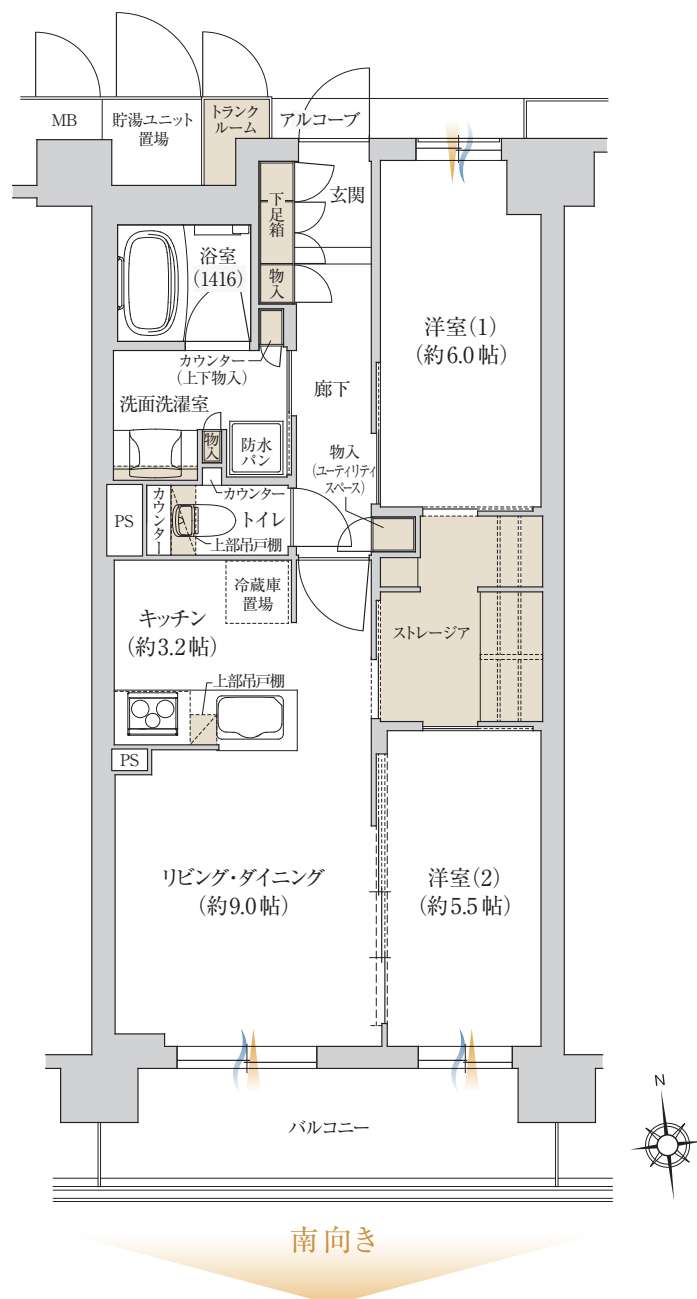 MB
貯湯ユニット
置場
トランク
ルーム
アルコーブ
玄関
下足箱
物入
浴室
(1416)
洋室(1)
(約6.0帖)
カウンター
(上下物入)
廊下
洗面洗濯室
物入
防水
パン
物入
(ユーティリティ
スペース)
カウンター
PS
カウンター
トイレ
上部吊戸棚
冷蔵庫
置場
キッチン
(約3.2帖)
ストレージア
上部吊戸棚
PS
リビング・ダイニング
(約9.0帖)
洋室(2)
(約5.5帖)
N
バルコニー
南向き